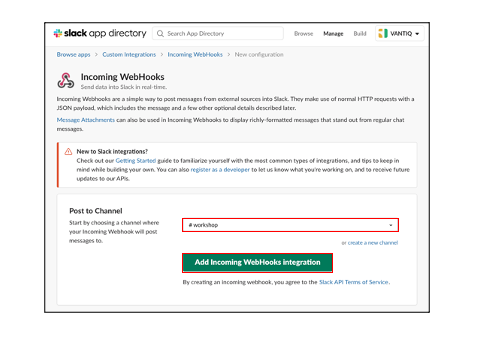 slack app directory
Search App Directory
Browse
Manage
Build
VANTIQ
Browse apps > Custom Integrations > Incoming WebHooks > New configuration
Incoming WebHooks
Send data into Slack in real-time.
Incoming Webhooks are a simple way to post messages from external sources into Slack. They make use of normal HTTP requests with a
JSON payload, which includes the message and a few other optional details described later.
Message Attachments can also be used in Incoming Webhooks to display richly-formatted messages that stand out from regular chat
messages.
New to Slack integrations?
Check out our Getting Started guide to familiarize yourself with the most common types of integrations, and tips to keep in
mind while building your own. You can also register as a developer to let us know what you're working on, and to receive future
updates to our APIs.
Post to Channel
Start by choosing a channel where
your Incoming Webhook will post
messages to.
# workshop
or create a new channel
Add Incoming WebHooks integration
By creating an incoming webhook, you agree to the Slack API Terms of Service.